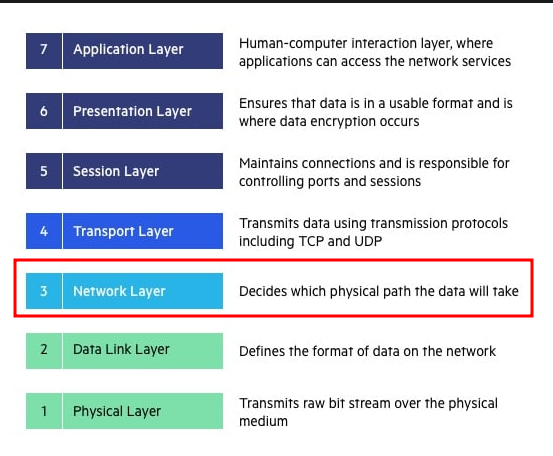 7 Application Layer Human-computer interaction layer, where
applications can access the network services
6 Presentation Layer Ensures that data is in a usable format and is
where data encryption occurs
5 Session Layer Maintains connections and is responsible for
controlling ports and sessions
4 Transport Layer Transmits data using transmission protocols
including TCP and UDP
3 Network Layer Decides which physical path the data will take
2 Data Link Layer Defines the format of data on the network
1 Physical Layer Transmits raw bit stream over the physical
medium